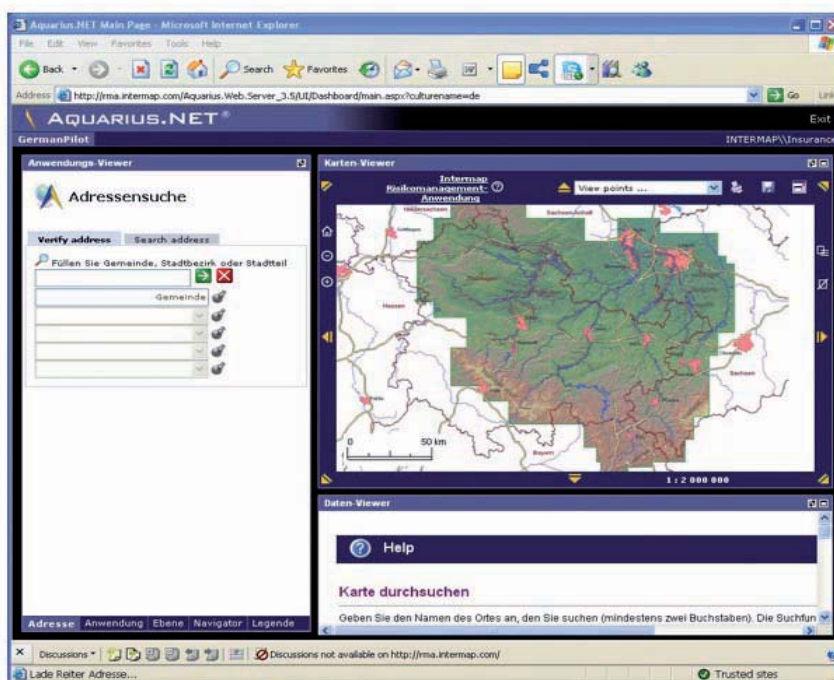 Aquarius.NET Main Page - Microsoft Internet Explorer
File Edit View Favorites Tools Help
Back Search Favorites
Address http://rma.intermap.com/Aquarius.Web.Server_3.5/UI/Dashboard/main.aspx?culturename=de Go
AQUARIUS.NET® Exit
GermanPilot INTERMAP\\Insurance
Anwendungs-Viewer
Adressensuche
Verify address Search address
Füllen Sie Gemeinde, Stadtbezirk oder Stadtteil
Gemeinde
Adresse Anwendung Ebene Navigator Legende
Karten-Viewer
Intermap
Risikomanagement-
Anwendung
View points ...
Niedersachsen
Sachsen-Anhalt
Hessen
Sachsen
Fulda
Bayern
0 50 km
1 : 2 000 000
Daten-Viewer
Help
Karte durchsuchen
Geben Sie den Namen des Ortes an, den Sie suchen (mindestens zwei Buchstaben). Die Suchfun
Discussions Discussions not available on http://rma.intermap.com/
Lade Reiter Adresse... Trusted sites